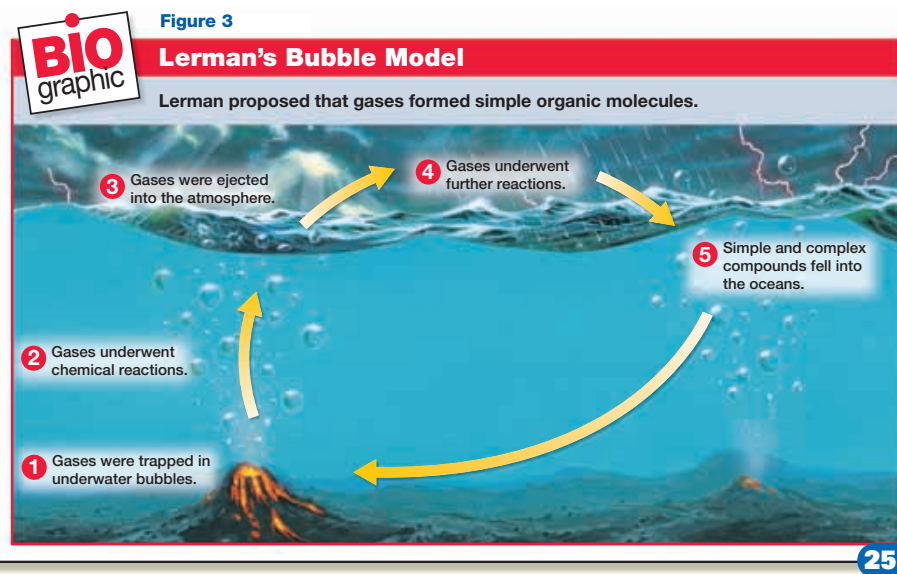 Figure 3
BIO
graphic
Lerman's Bubble Model
Lerman proposed that gases formed simple organic molecules.
3 Gases were ejected
into the atmosphere.
4 Gases underwent
further reactions.
5 Simple and complex
compounds fell into
the oceans.
2 Gases underwent
chemical reactions.
1 Gases were trapped in
underwater bubbles.
25